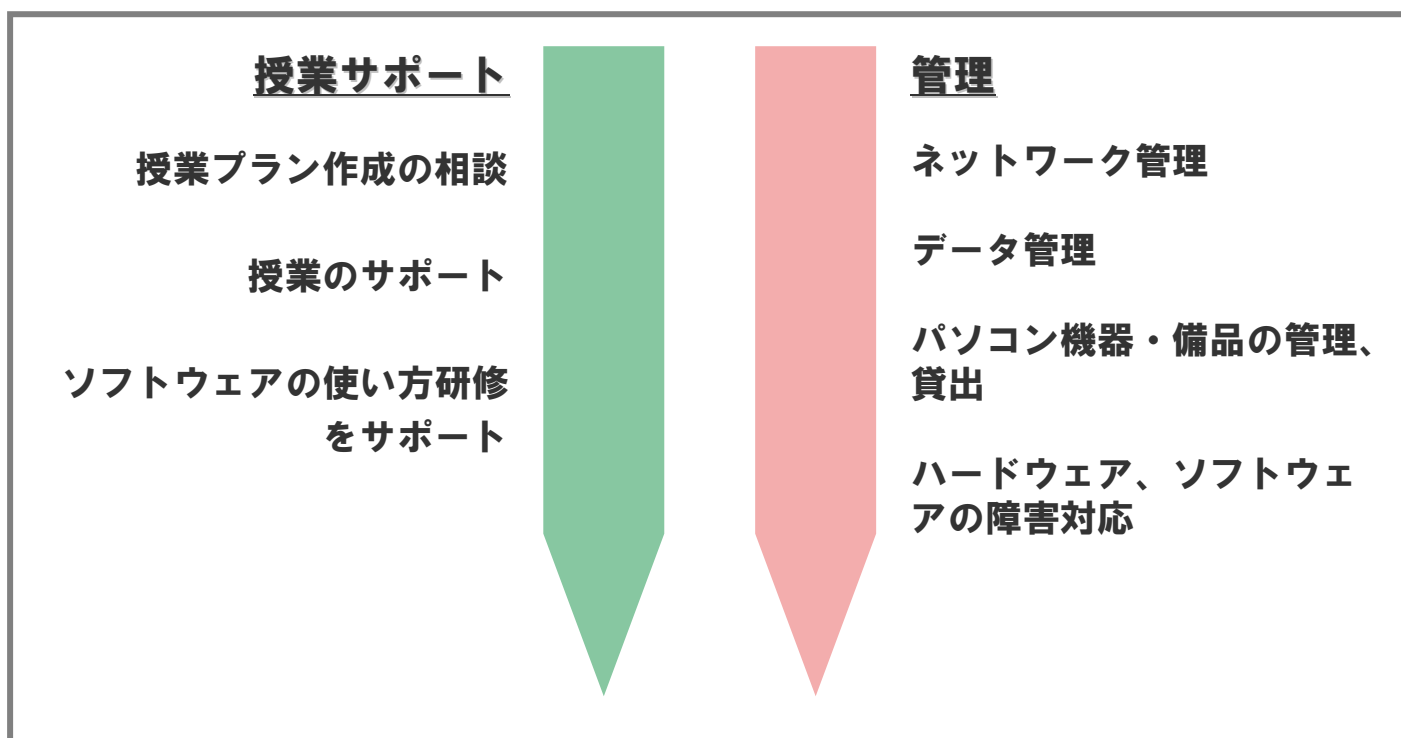 授業サポート
授業プラン作成の相談
授業のサポート
ソフトウェアの使い方研修
をサポート
管理
ネットワーク管理
データ管理
パソコン機器・備品の管理、
貸出
ハードウェア、ソフトウェ
アの障害対応